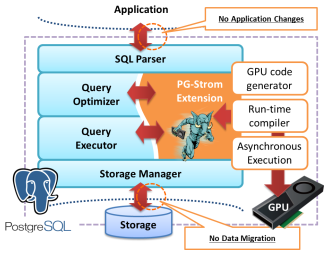 Application
No Application Changes
SQL Parser
GPU code
generator
Query
Optimizer
PG-Strom
Extension
Run-time
compiler
Query
Executor
Asynchronous
Execution
Storage Manager
GPU
PostgreSQL
Storage
No Data Migration